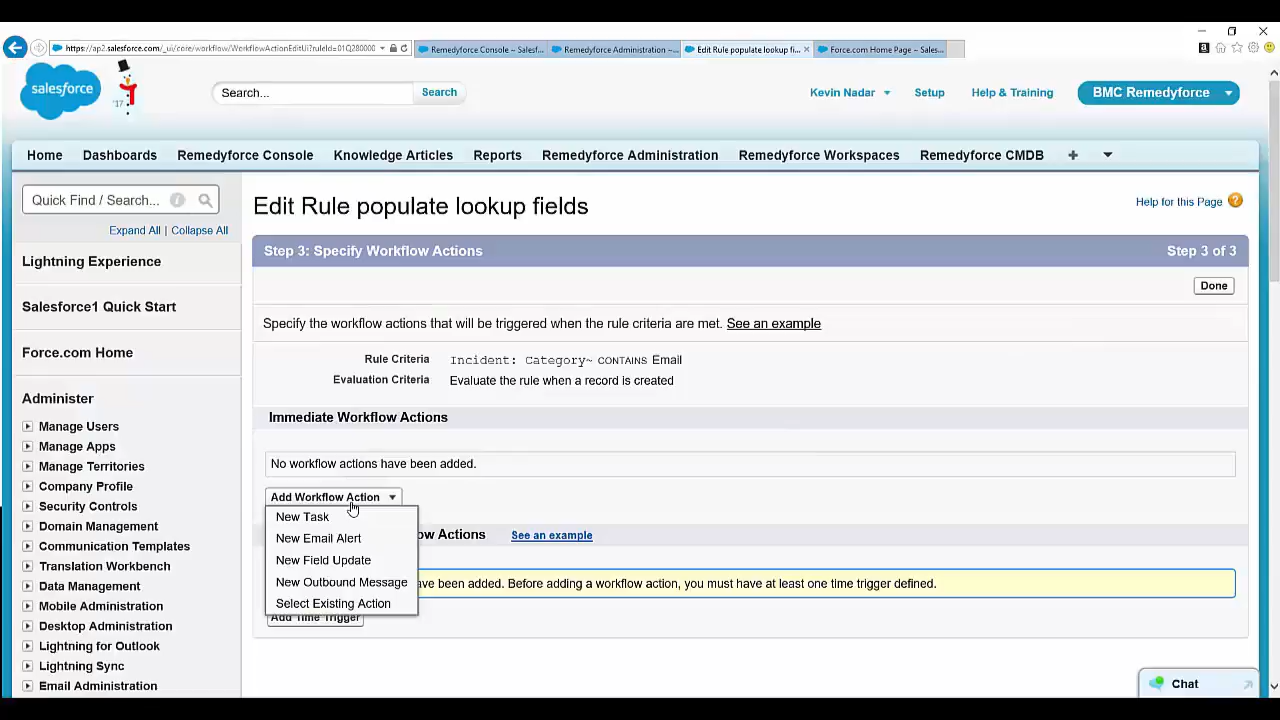 https://ap2.salesforce.com/_ui/core/workflow/WorkflowActionEditUi?ruleId=01Q280000
Remedyforce Console ~ Salesf...
Remedyforce Administration ~...
Edit Rule populate lookup fi...
Force.com Home Page ~ Sales...
salesforce
'17
Search...
Search
Kevin Nadar
Setup
Help & Training
BMC Remedyforce
Home
Dashboards
Remedyforce Console
Knowledge Articles
Reports
Remedyforce Administration
Remedyforce Workspaces
Remedyforce CMDB
+
Quick Find / Search...
Expand All | Collapse All
Lightning Experience
Salesforce1 Quick Start
Force.com Home
Administer
Manage Users
Manage Apps
Manage Territories
Company Profile
Security Controls
Domain Management
Communication Templates
Translation Workbench
Data Management
Mobile Administration
Desktop Administration
Lightning for Outlook
Lightning Sync
Email Administration
Edit Rule populate lookup fields
Help for this Page ?
Step 3: Specify Workflow Actions
Step 3 of 3
Done
Specify the workflow actions that will be triggered when the rule criteria are met. See an example
Rule Criteria Incident: Category~ CONTAINS Email
Evaluation Criteria Evaluate the rule when a record is created
Immediate Workflow Actions
No workflow actions have been added.
Add Workflow Action
New Task
New Email Alert
New Field Update
New Outbound Message
Select Existing Action
ow Actions See an example
ave been added. Before adding a workflow action, you must have at least one time trigger defined.
Add Time Trigger
Chat